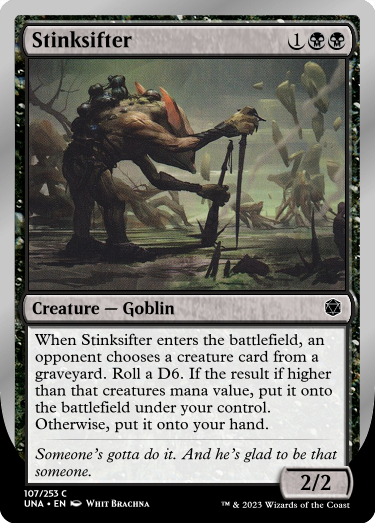 Stinksifter 1
Creature — Goblin
When Stinksifter enters the battlefield, an
opponent chooses a creature card from a
graveyard. Roll a D6. If the result if higher
than that creatures mana value, put it onto
the battlefield under your control.
Otherwise, put it onto your hand.
Someone's gotta do it. And he's glad to be that
someone.
2/2
107/253 C
UNA • EN Whit Brachna
™ & 2023 Wizards of the Coast